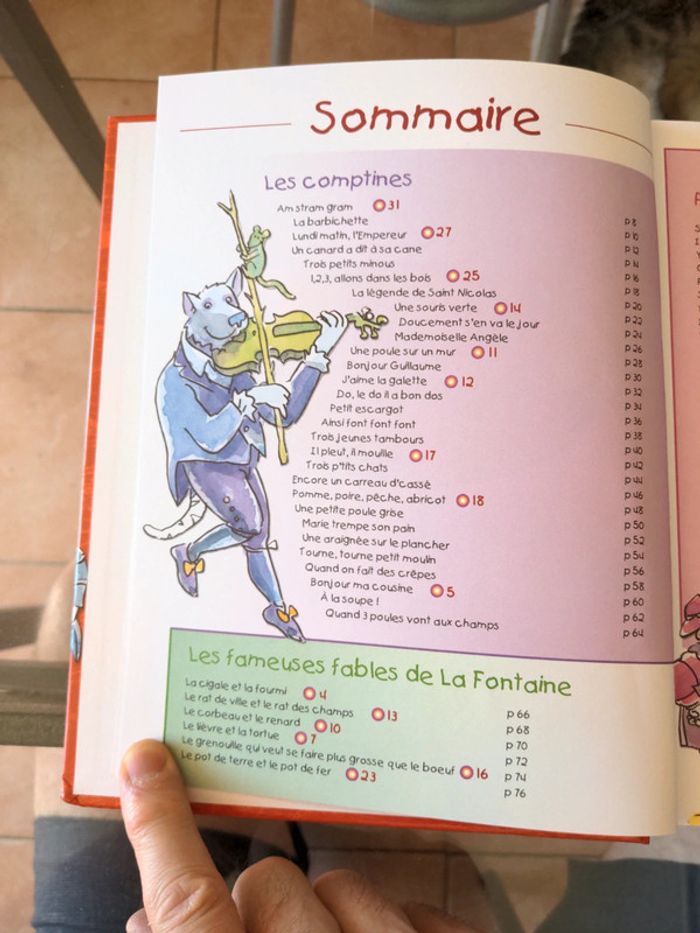 Sommaire
Les comptines
Am stram gram 31 p 8
La barbichette p 10
Lundi matin, l'Empereur 27 p 12
Un canard a dit à sa cane p 14
Trois petits minous p 16
1,2,3, allons dans les bois 25 p 18
La légende de Saint Nicolas p 20
Une souris verte 14 p 22
Doucement s'en va le jour p 24
Mademoiselle Angèle p 26
Une poule sur un mur 11 p 28
Bonjour Guillaume p 30
J'aime la galette 12 p 32
Do, le do il a bon dos p 34
Petit escargot p 36
Ainsi font font font p 38
Trois jeunes tambours p 40
Il pleut, il mouille 17 p 42
Trois p'tits chats p 44
Encore un carreau d'cassé p 46
Pomme, poire, pêche, abricot 18 p 48
Une petite poule grise p 50
Marie trempe son pain p 52
Une araignée sur le plancher p 54
Tourne, tourne petit moulin p 56
Quand on fait des crêpes p 58
Bonjour ma cousine 5 p 60
À la soupe ! p 62
Quand 3 poules vont aux champs p 64
Les fameuses fables de La Fontaine
La cigale et la fourmi 4 p 66
Le rat de ville et le rat des champs 13 p 68
Le corbeau et le renard 10 p 70
Le lièvre et la tortue 7 p 72
Le grenouille qui veut se faire plus grosse que le boeuf 16 p 74
Le pot de terre et le pot de fer 23 p 76